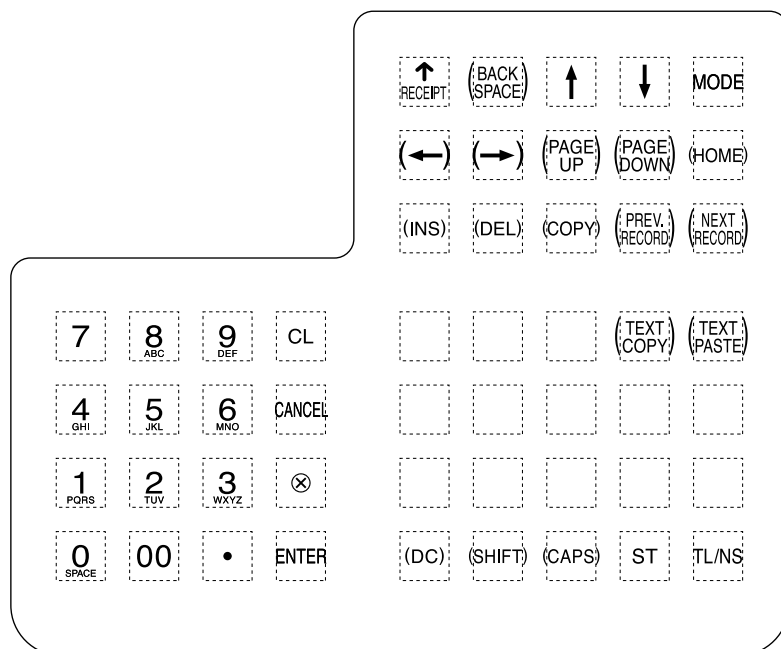 ↑ RECEIPT (BACK SPACE) ↑ ↓ MODE
(←) (→) (PAGE UP) (PAGE DOWN) (HOME)
(INS) (DEL) (COPY) (PREV. RECORD) (NEXT RECORD)
7 8 ABC 9 DEF CL (TEXT COPY) (TEXT PASTE)
4 GHI 5 JKL 6 MNO CANCEL
1 PQRS 2 TUV 3 WXYZ ⊗
0 SPACE 00 • ENTER (DC) (SHIFT) (CAPS) ST TL/NS